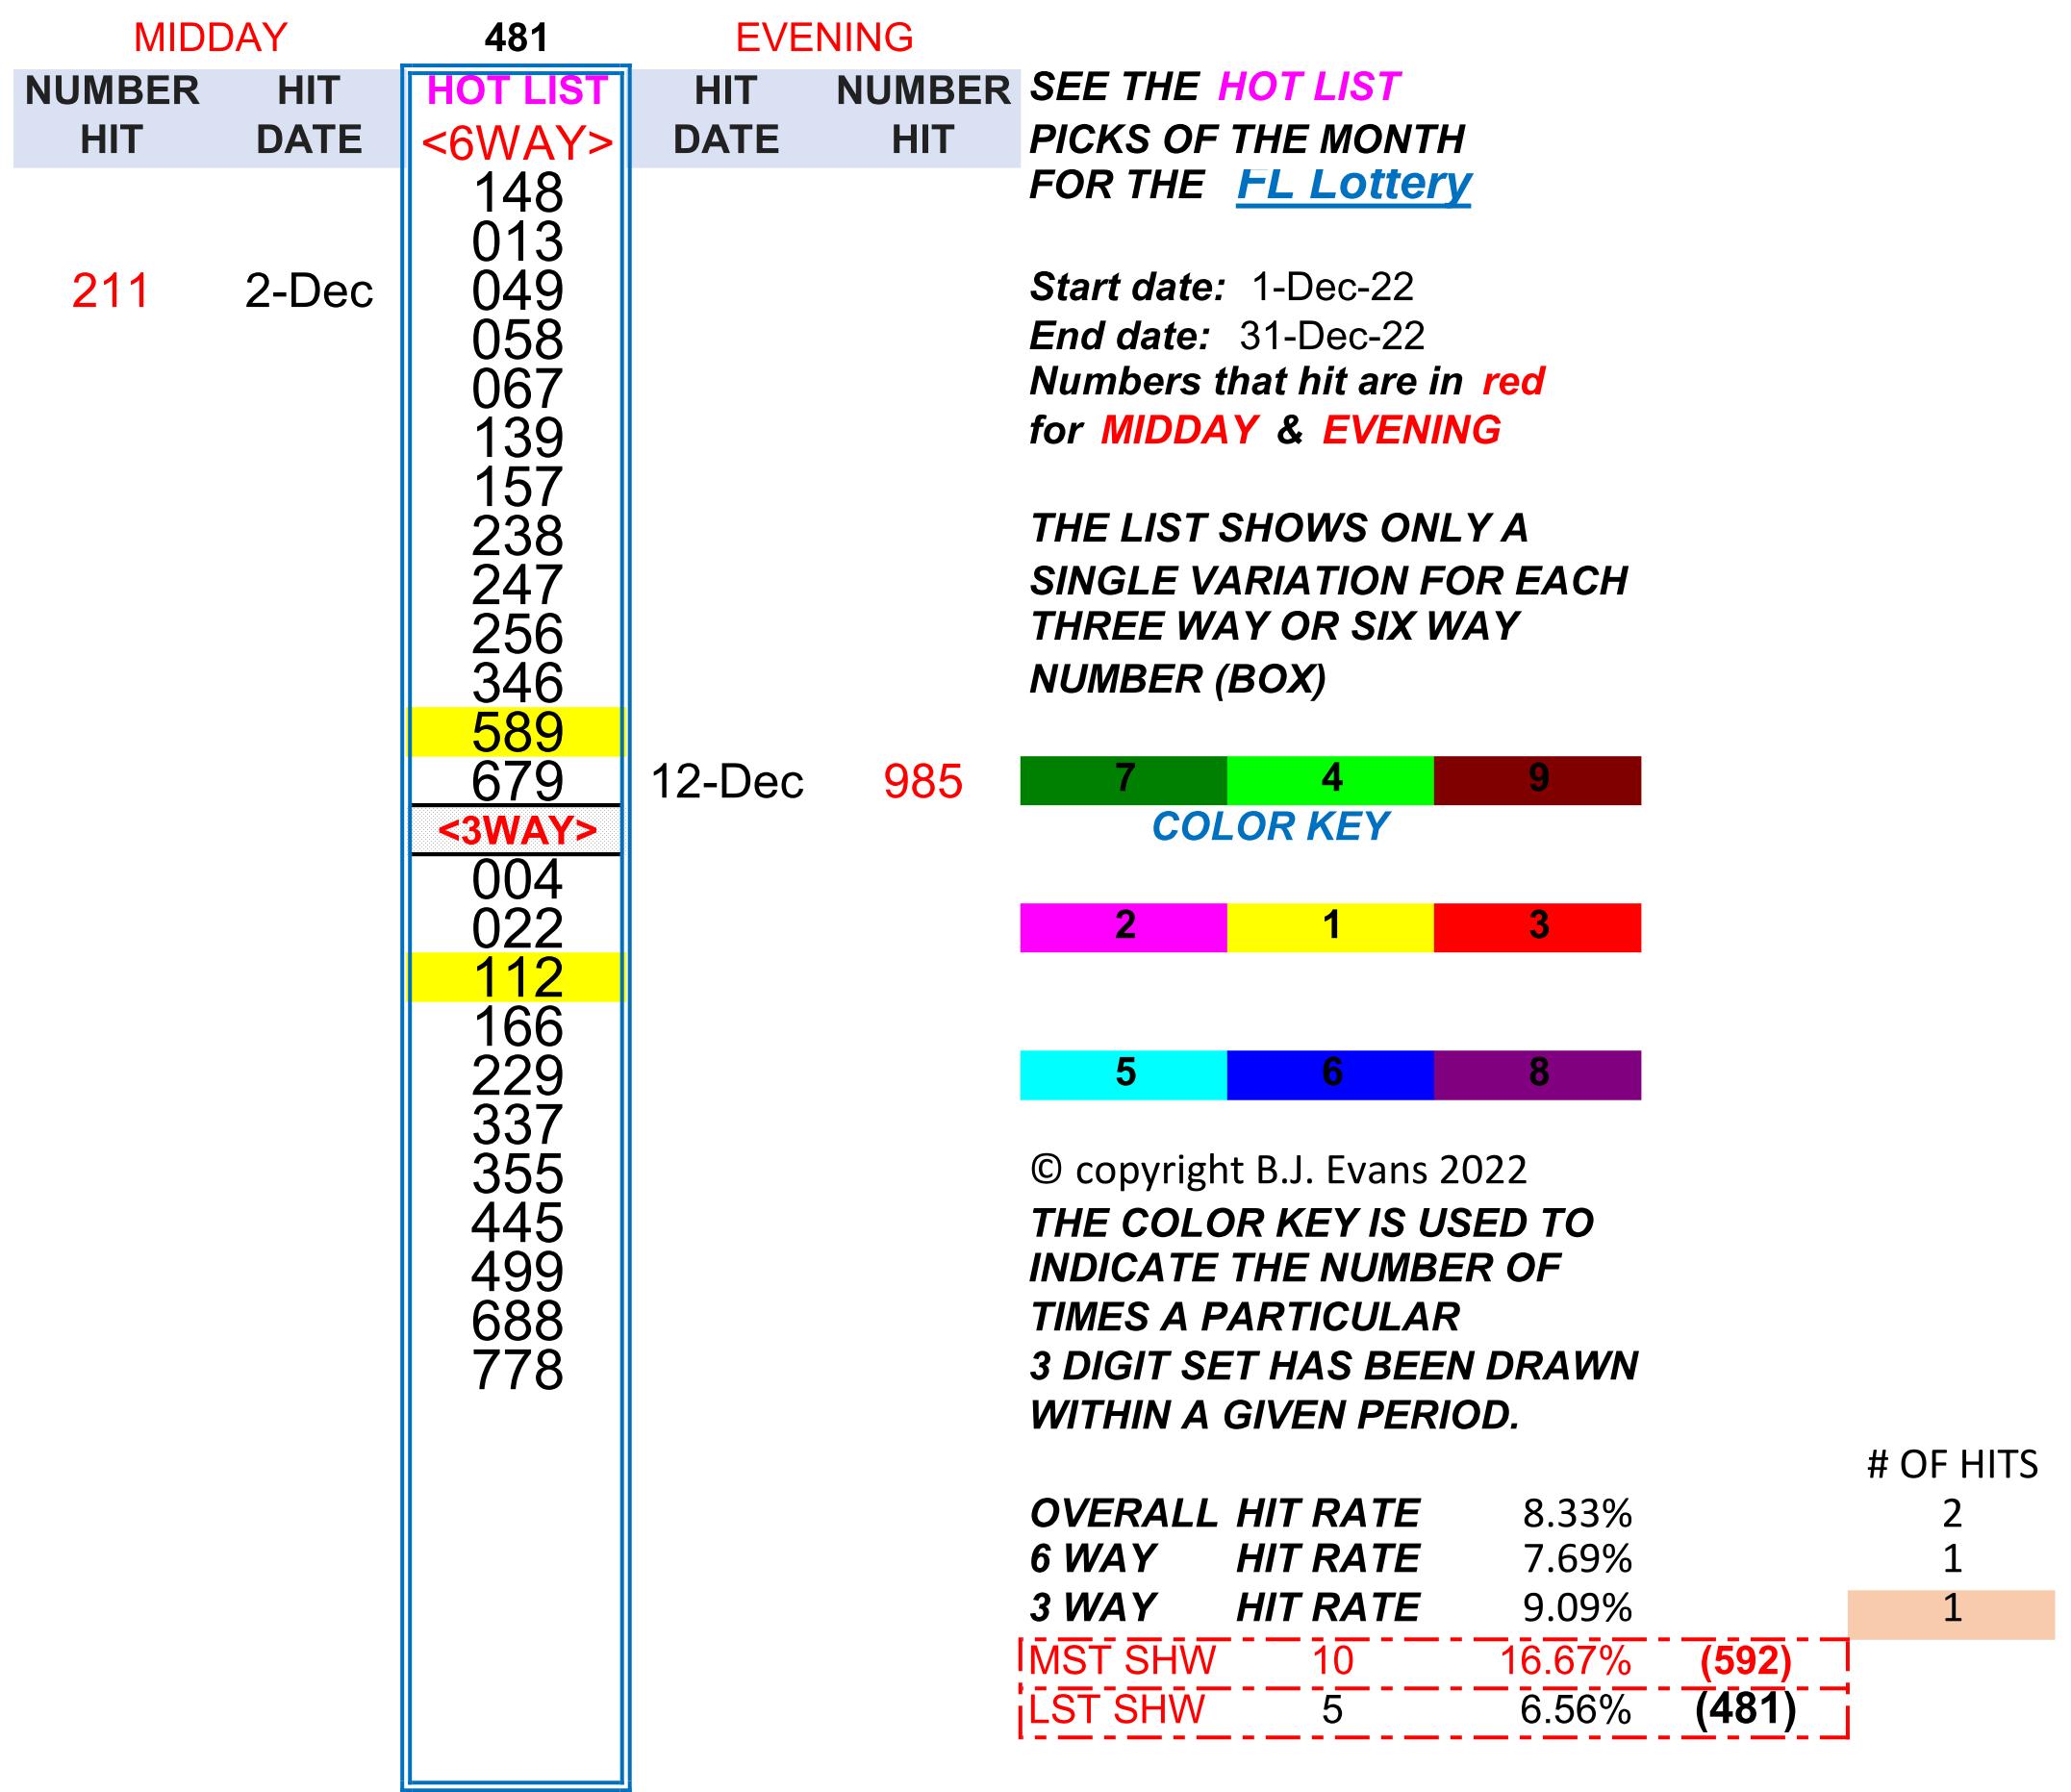 MIDDAY 481 EVENING
NUMBER HIT HOT LIST HIT NUMBER
HIT DATE <6WAY> DATE HIT
148
013
211 2-Dec 049
058
067
139
157
238
247
256
346
589
679 12-Dec 985
<3WAY>
004
022
112
166
229
337
355
445
499
688
778
SEE THE HOT LIST
PICKS OF THE MONTH
FOR THE FL Lottery
Start date: 1-Dec-22
End date: 31-Dec-22
Numbers that hit are in red
for MIDDAY & EVENING
THE LIST SHOWS ONLY A
SINGLE VARIATION FOR EACH
THREE WAY OR SIX WAY
NUMBER (BOX)
7 4 9
COLOR KEY
2 1 3
5 6 8
© copyright B.J. Evans 2022
THE COLOR KEY IS USED TO
INDICATE THE NUMBER OF
TIMES A PARTICULAR
3 DIGIT SET HAS BEEN DRAWN
WITHIN A GIVEN PERIOD.
# OF HITS
OVERALL HIT RATE 8.33% 2
6 WAY HIT RATE 7.69% 1
3 WAY HIT RATE 9.09% 1
MST SHW 10 16.67% (592)
LST SHW 5 6.56% (481)